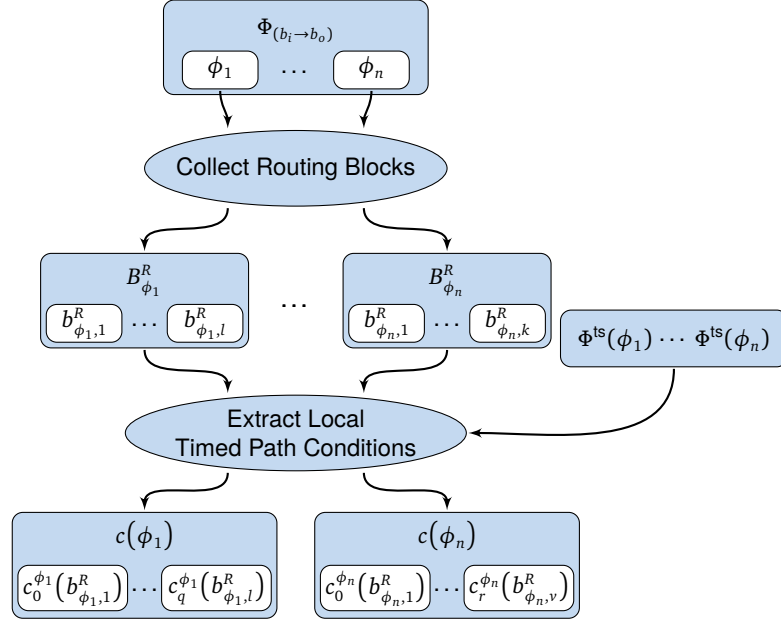 Φ_{(b_i→b_o)}
ϕ_1 ⋯ ϕ_n
Collect Routing Blocks
B^R_{ϕ_1} ⋯ B^R_{ϕ_n}
b^R_{ϕ_1,1} ⋯ b^R_{ϕ_1,l} b^R_{ϕ_n,1} ⋯ b^R_{ϕ_n,k}
Φ^{ts}(ϕ_1) ⋯ Φ^{ts}(ϕ_n)
Extract Local
Timed Path Conditions
c(ϕ_1) c(ϕ_n)
c_0^{ϕ_1}(b^R_{ϕ_1,1}) ⋯ c_q^{ϕ_1}(b^R_{ϕ_1,l}) c_0^{ϕ_n}(b^R_{ϕ_n,1}) ⋯ c_r^{ϕ_n}(b^R_{ϕ_n,v})